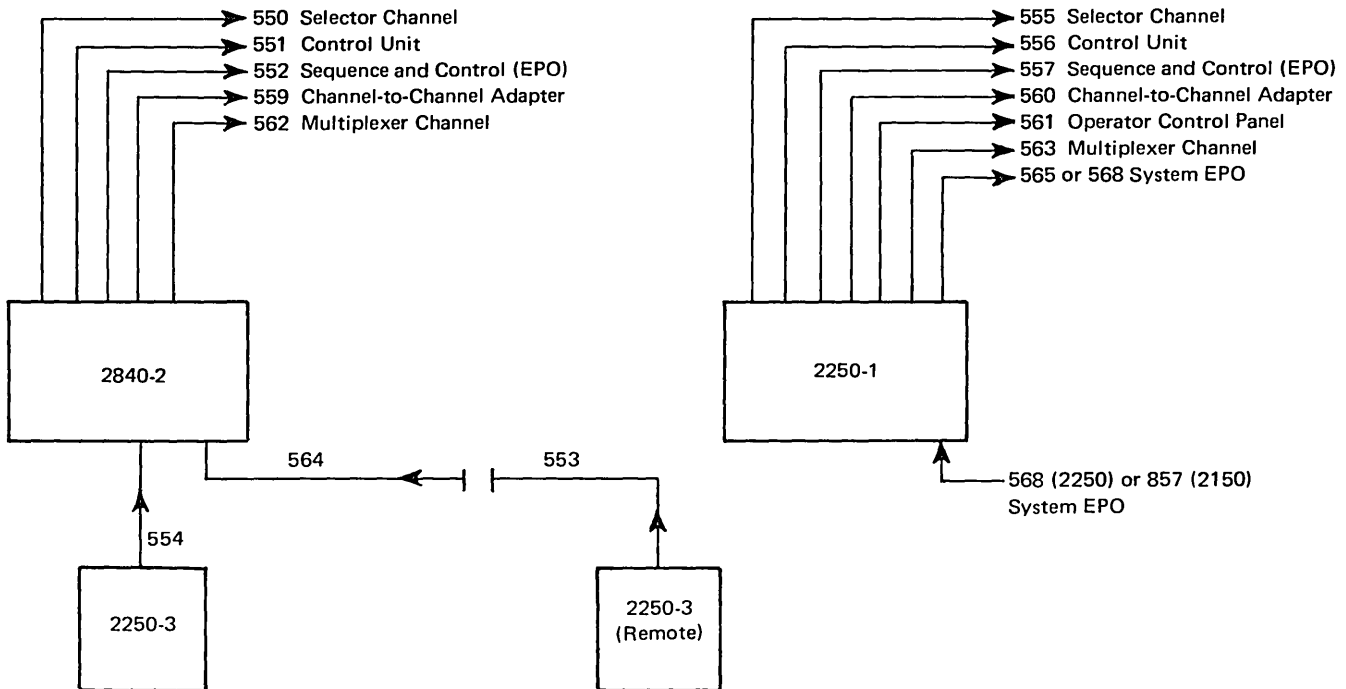 550 Selector Channel
551 Control Unit
552 Sequence and Control (EPO)
559 Channel-to-Channel Adapter
562 Multiplexer Channel
2840-2
564
553
554
2250-3
2250-3
(Remote)
555 Selector Channel
556 Control Unit
557 Sequence and Control (EPO)
560 Channel-to-Channel Adapter
561 Operator Control Panel
563 Multiplexer Channel
565 or 568 System EPO
2250-1
568 (2250) or 857 (2150)
System EPO